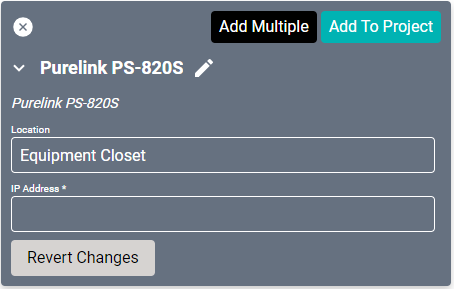 Add Multiple
Add To Project
Purelink PS-820S
Purelink PS-820S
Location
Equipment Closet
IP Address *
Revert Changes